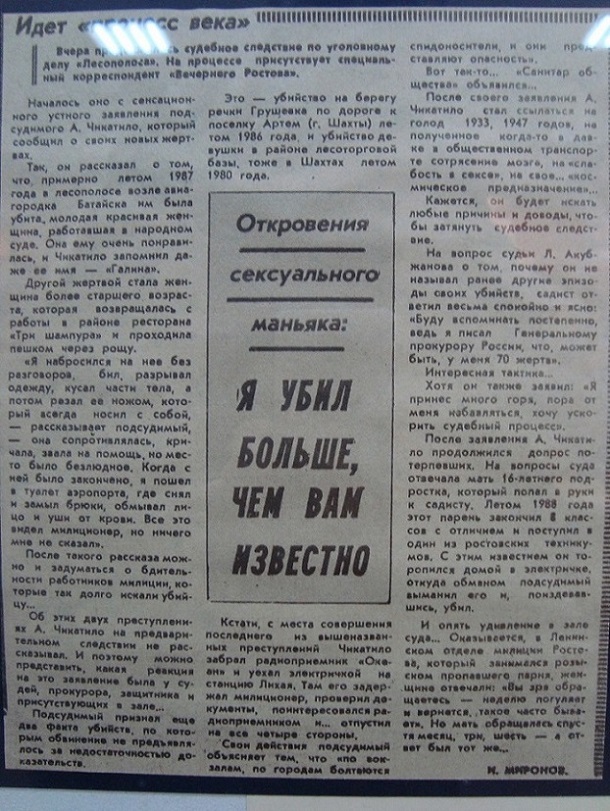 Идет «процесс века»
Вчера судебное следствие по уголовному
делу «Лесополоса». На процессе присутствует специаль-
ный корреспондент «Вечернего Ростова».
Началось оно с сенсацион-
ного устного заявления под-
судимого А. Чикатило, который
сообщил о своих новых жерт-
вах.
Так, он рассказал о том,
что, примерно летом 1987
года в лесополосе возле авиа-
городка Батайска им была
убита, молодая красивая жен-
щина, работавшая в народном
суде. Она ему очень понрави-
лась, и Чикатило запомнил да-
же ее имя — «Галина».
Другой жертвой стала жен-
щина более старшего возрас-
та, которая возвращалась с
работы в районе ресторана
«Три шампура» и проходила
пешком через рощу.
«Я набросился на нее без
разговоров, бил, разрывал
одежду, кусал части тела, а
потом резал ее ножом, кото-
рый всегда носил с собой,
— рассказывает подсудимый,
— она сопротивлялась, кри-
чала, звала на помощь, но мес-
то было безлюдное. Когда с
ней было закончено, я пошел
в туалет аэропорта, где снял
и замыл брюки, обмывал ли-
цо и уши от крови. Все это
видел милиционер, но ничего
мне не сказал».
После такого рассказа мож-
но и задуматься о бди-
тельности работников милиции, ко-
торые так долго искали убий-
цу...
Об этих двух преступлени-
ях А. Чикатило на предвари-
тельном следствии не рас-
сказывал. И поэтому можно
представить, какая реакция
на это заявление была у су-
дей, прокурора, защитника и
присутствующих в зале...
Подсудимый признал еще
два факта убийств, по кото-
рым обвинение не предъявля-
лось за недостаточностью до-
казательств.
Это — убийство на берегу
речки Грушевка по дороге к
поселку Артем (г. Шахты) ле-
том 1986 года, и убийство де-
вушки в районе лесоторговой
базы, тоже в Шахтах летом
1980 года.
Откровения
сексуального
маньяка:
Я УБИЛ
БОЛЬШЕ,
ЧЕМ ВАМ
ИЗВЕСТНО
Кстати, с места совершения
последнего из вышеназван-
ных преступлений Чикатило
забрал радиоприемник «Оке-
ан» и уехал электричкой на
станцию Лихая. Там его задер-
жал милиционер, проверил до-
кументы, поинтересовался ра-
диоприемником и... отпустил
на все четыре стороны.
Свои действия подсудимый
объясняет тем, что «по вок-
залам, по городам болтаются
спидоносители, и они пред-
ставляют опасность».
Вот так-то... «Санитар об-
щества» объявился...
После своего заявления А.
Чикатило стал ссылаться на
голод 1933, 1947 годов, на
полученное когда-то в дав-
ке в общественном транспор-
те сотрясение мозга, на «сла-
бость в сексе», на свое... «кос-
мическое предназначение»...
Кажется, он будет искать
любые причины и доводы, что-
бы затянуть судебное следст-
вие.
На вопрос судьи Л. Акуб-
жанова о том, почему он не
называл ранее другие эпизо-
ды своих убийств, садист от-
ветил весьма спокойно и ясно:
«Буду вспоминать постепенно,
ведь я писал Генеральному
прокурору России, что, может
быть, у меня 70 жертв».
Интересная тактика...
Хотя он также заявил: «Я
принес много горя, пора от
меня избавляться, хочу уско-
рить судебный процесс».
После заявления А. Чикати-
ло продолжился допрос по-
терпевших. На вопросы суда
отвечала мать 16-летнего под-
ростка, который попал в руки
к садисту. Летом 1988 года
этот парень закончил 8 клас-
сов с отличием и поступил в
один из ростовских технику-
мов. С этим известием он то-
ропился домой в электричке,
откуда обманом подсудимый
выманил его и, поиздевав-
шись, убил.
И опять удивление в зале
суда... Оказывается, в Ленин-
ском отделе милиции Росто-
ва, который занимался розыс-
ком пропавшего парня, жен-
щине отвечали: «Вы зря обра-
щаетесь — неделю погуляет
и вернется, такое часто быва-
ет». Но мать обращалась спус-
тя месяц, три, шесть — а от-
вет был тот же...
И. МИРОНОВ.